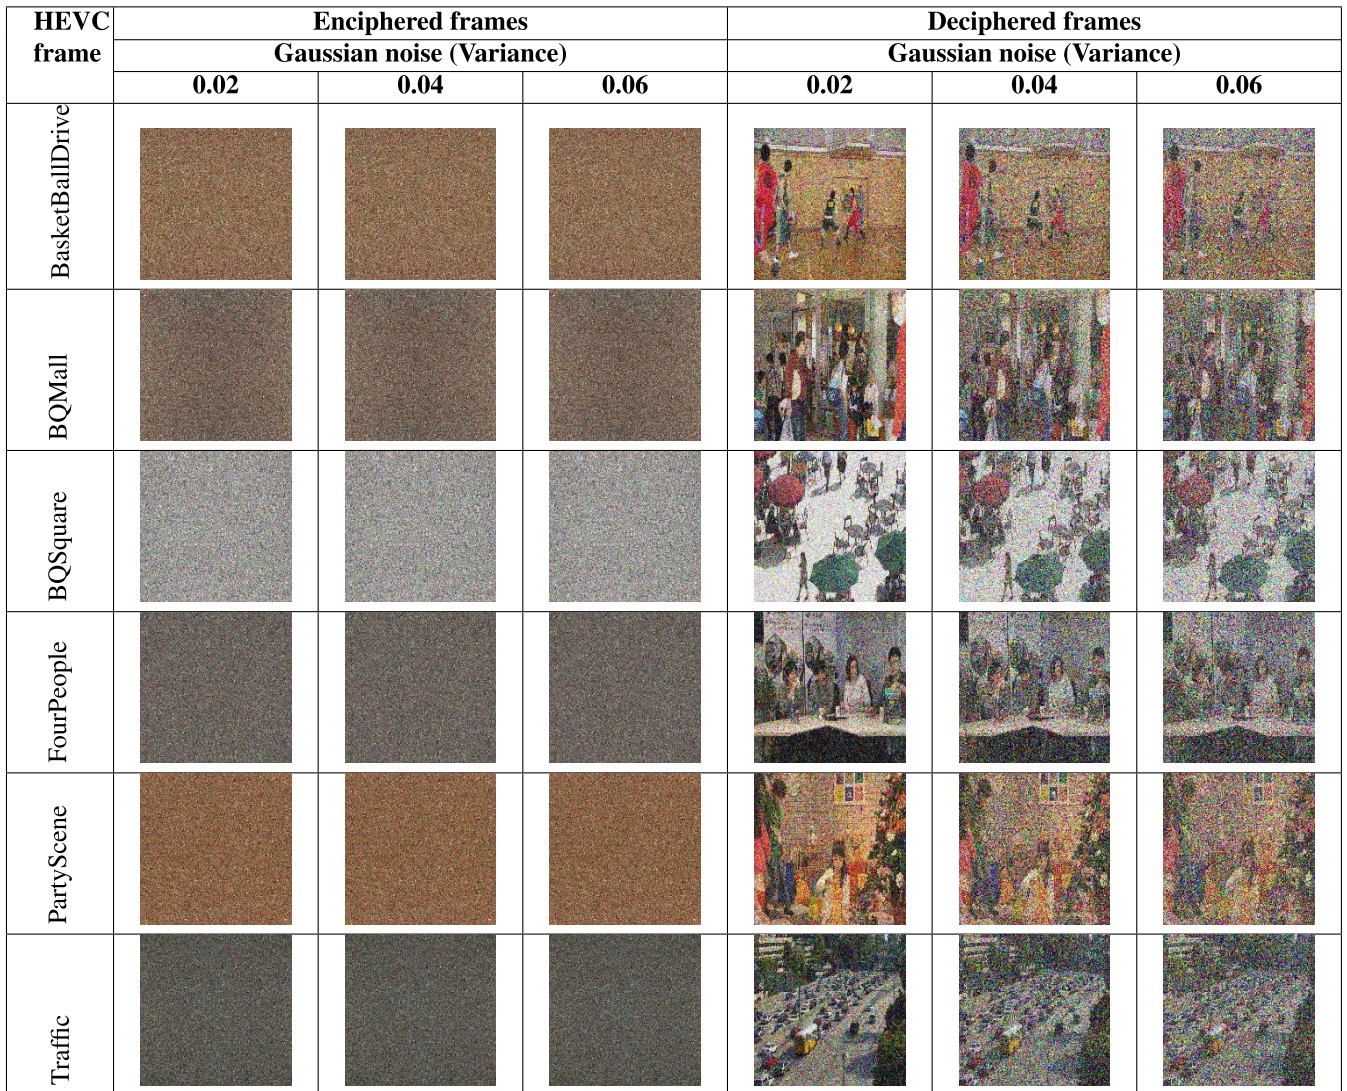 HEVC frame
Enciphered frames
Deciphered frames
Gaussian noise (Variance)
Gaussian noise (Variance)
0.02
0.04
0.06
0.02
0.04
0.06
BasketBallDrive
BQMall
BQSquare
FourPeople
PartyScene
Traffic